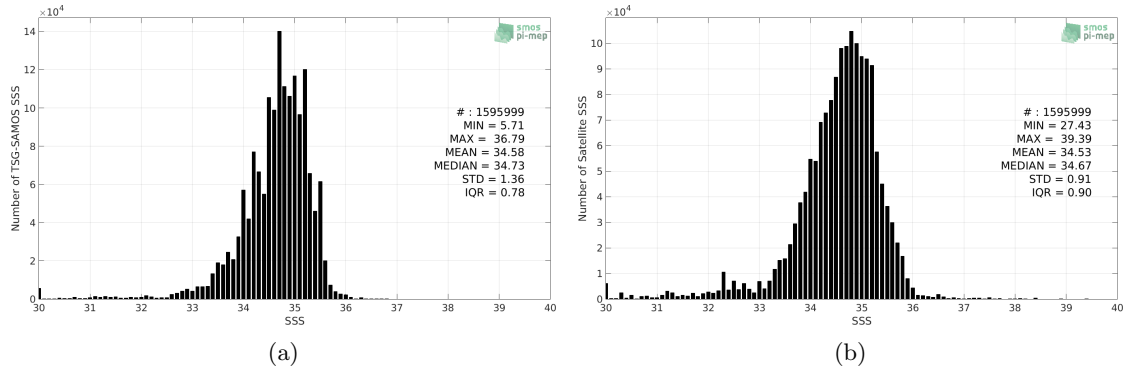 ×10⁴
14
12
10
8
6
4
2
0
Number of TSG-SAMOS SSS
smos
pi-mep
# : 1595999
MIN = 5.71
MAX = 36.79
MEAN = 34.58
MEDIAN = 34.73
STD = 1.36
IQR = 0.78
30 31 32 33 34 35 36 37 38 39 40
SSS
(a)
×10⁴
10
9
8
7
6
5
4
3
2
1
0
Number of Satellite SSS
smos
pi-mep
# : 1595999
MIN = 27.43
MAX = 39.39
MEAN = 34.53
MEDIAN = 34.67
STD = 0.91
IQR = 0.90
30 31 32 33 34 35 36 37 38 39 40
SSS
(b)